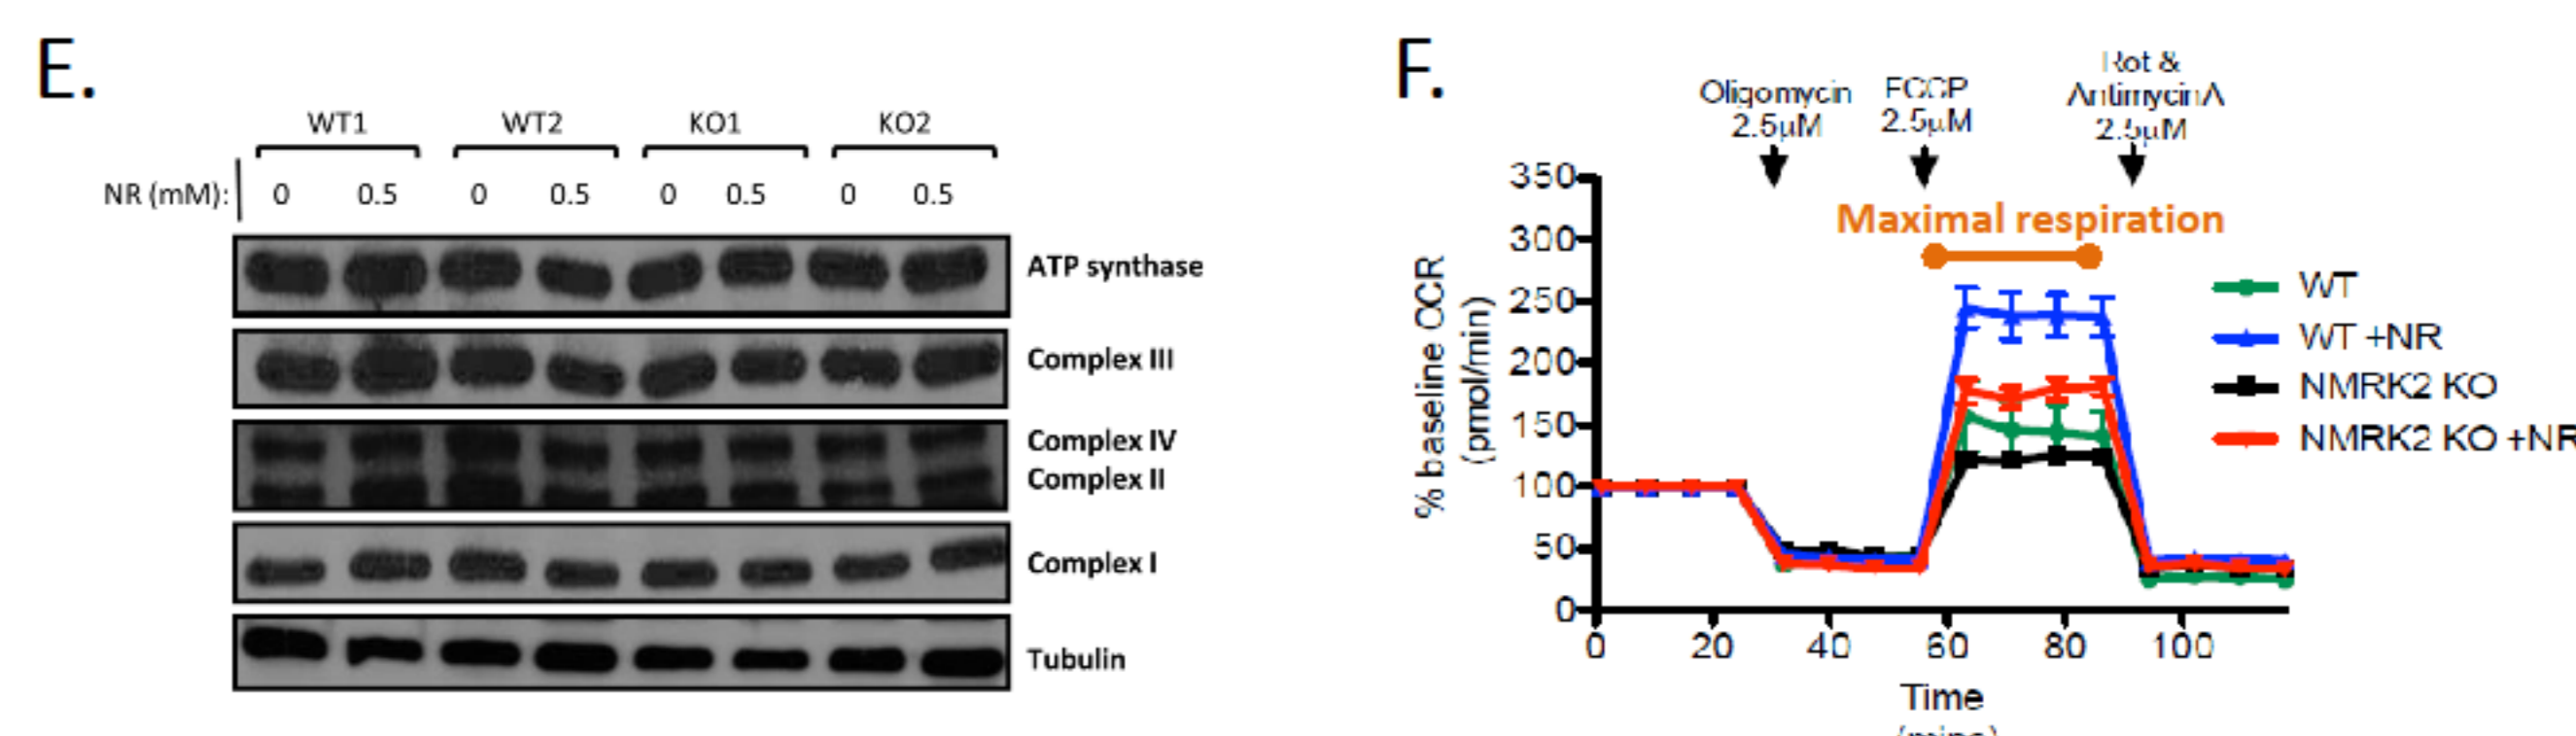 E.
WT1 WT2 KO1 KO2
NR (mM): 0 0.5 0 0.5 0 0.5 0 0.5
ATP synthase
Complex III
Complex IV
Complex II
Complex I
Tubulin
F.
Oligomycin
2.5µM
FCCP
2.5µM
Rot &
AntimycinA
2.5µM
Maximal respiration
% baseline OCR
(pmol/min)
350
300
250
200
150
100
50
0
0 20 40 60 80 100
Time
(mins)
WT
WT +NR
NMRK2 KO
NMRK2 KO +NR